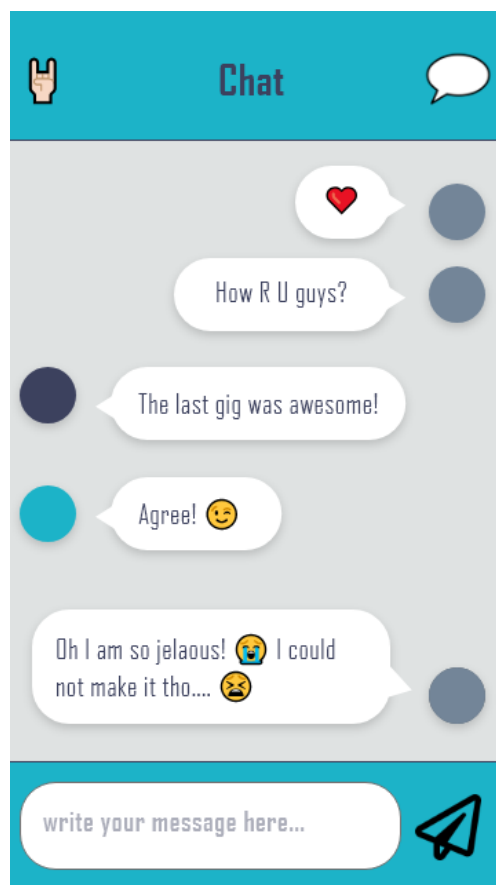 Chat
❤️
How R U guys?
The last gig was awesome!
Agree! 😉
Oh I am so jelaous! 😭 I could
not make it tho.... 😫
write your message here...